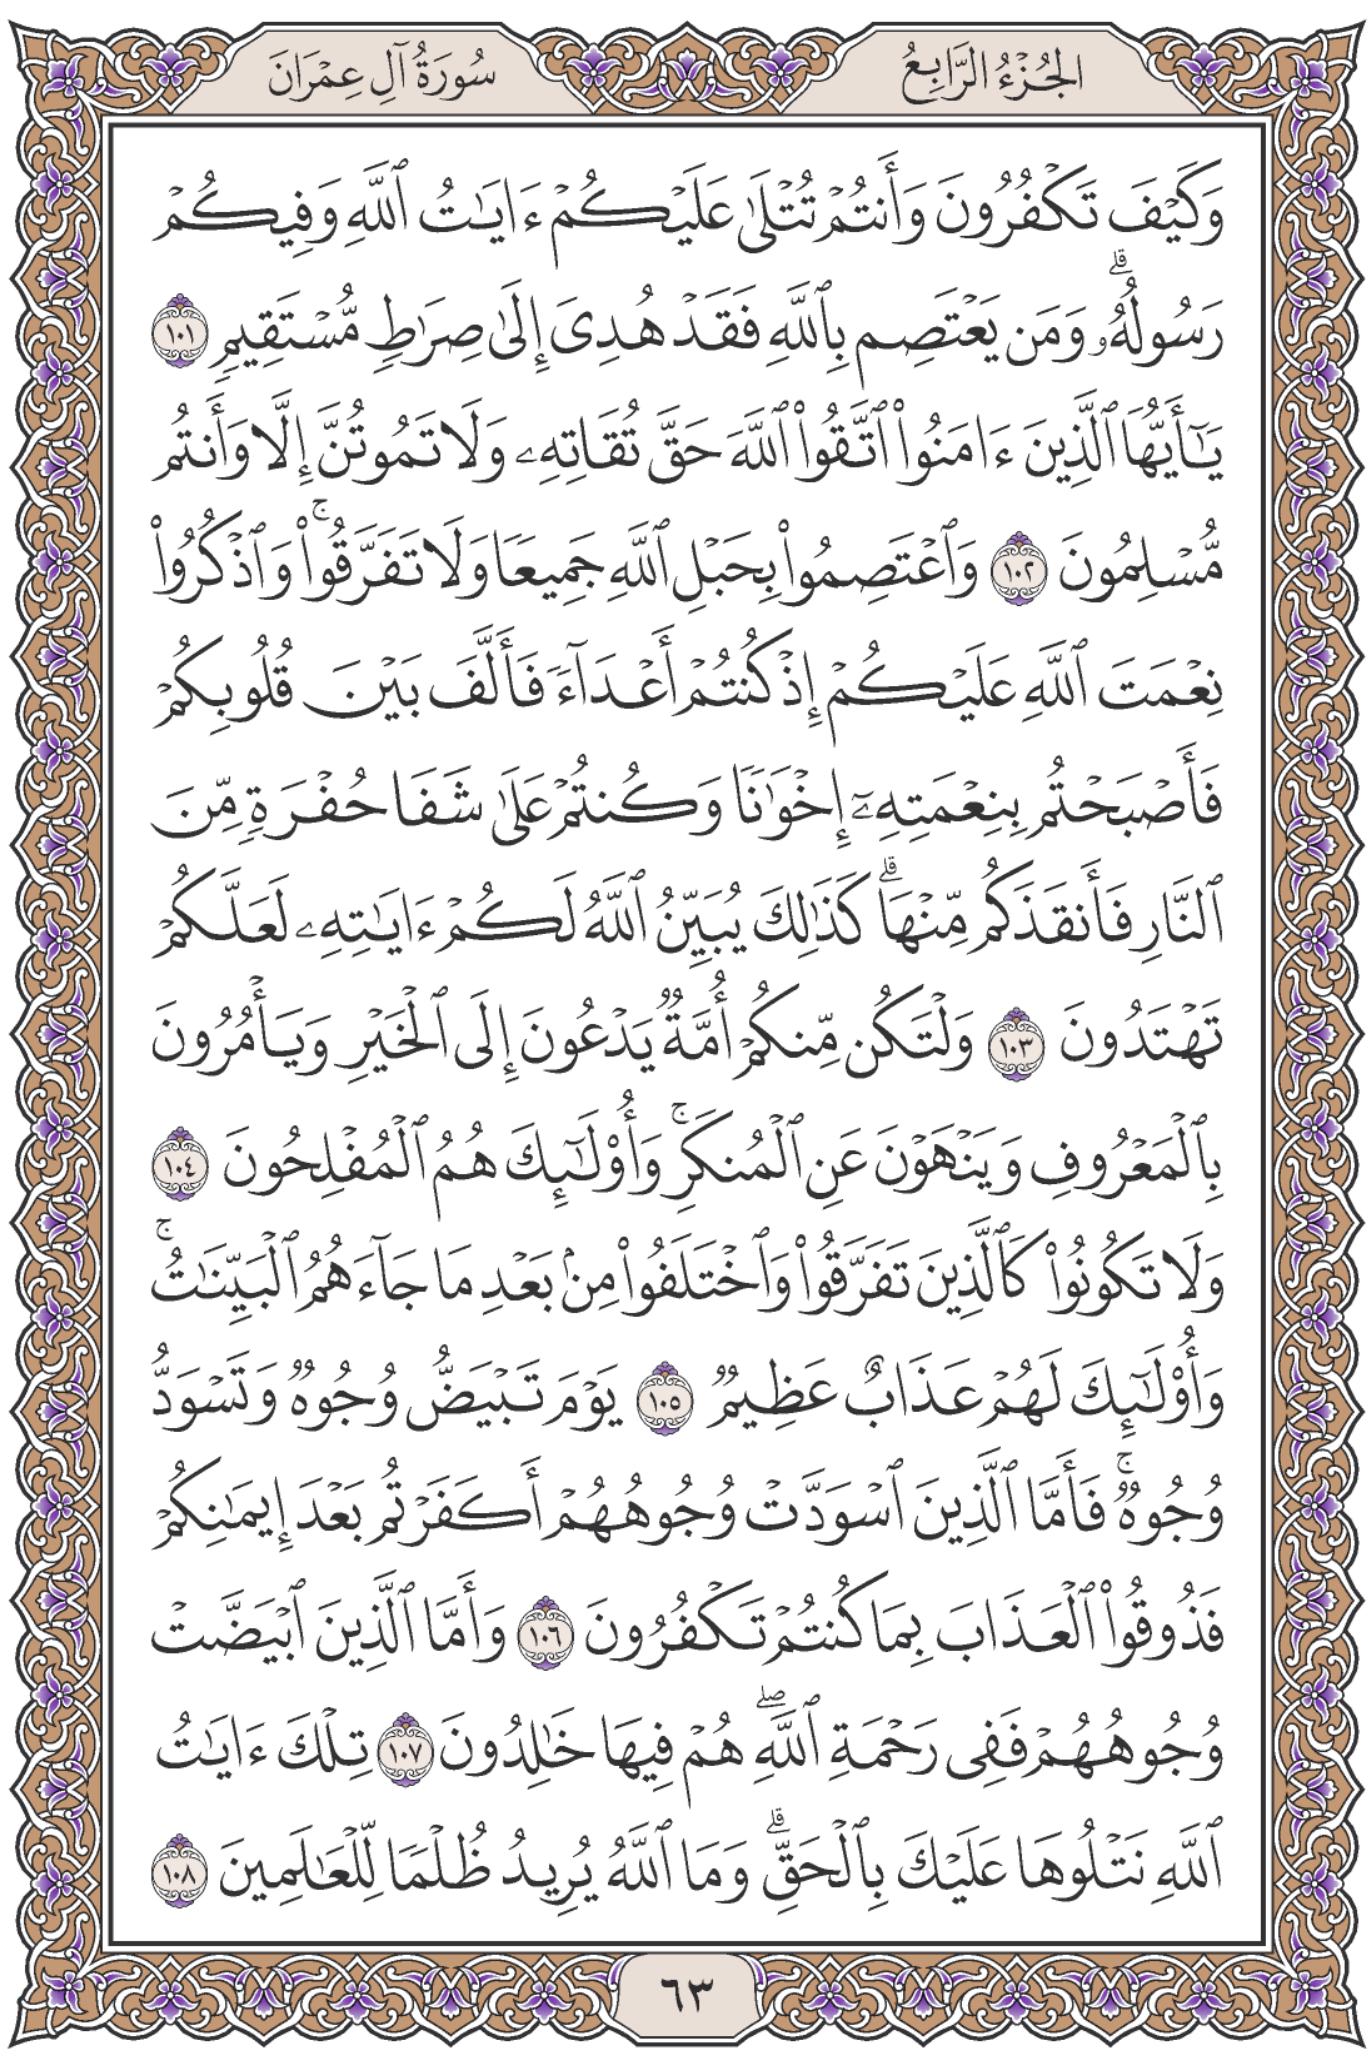 الجُزْءُ الرَّابِعُ
سُورَةُ آلِ عِمْرَانَ
وَكَيْفَ تَكْفُرُونَ وَأَنتُمْ تُتْلَىٰ عَلَيْكُمْ ءَايَـٰتُ ٱللَّهِ وَفِيكُمْ
رَسُولُهُۥۗ وَمَن يَعْتَصِم بِٱللَّهِ فَقَدْ هُدِىَ إِلَىٰ صِرَٰطٍ مُّسْتَقِيمٍ ١٠١
يَـٰٓأَيُّهَا ٱلَّذِينَ ءَامَنُوا۟ ٱتَّقُوا۟ ٱللَّهَ حَقَّ تُقَاتِهِۦ وَلَا تَمُوتُنَّ إِلَّا وَأَنتُم
مُّسْلِمُونَ ١٠٢ وَٱعْتَصِمُوا۟ بِحَبْلِ ٱللَّهِ جَمِيعًا وَلَا تَفَرَّقُوا۟ۚ وَٱذْكُرُوا۟
نِعْمَتَ ٱللَّهِ عَلَيْكُمْ إِذْ كُنتُمْ أَعْدَآءً فَأَلَّفَ بَيْنَ قُلُوبِكُمْ
فَأَصْبَحْتُم بِنِعْمَتِهِۦٓ إِخْوَٰنًا وَكُنتُمْ عَلَىٰ شَفَا حُفْرَةٍ مِّنَ
ٱلنَّارِ فَأَنقَذَكُم مِّنْهَاۗ كَذَٰلِكَ يُبَيِّنُ ٱللَّهُ لَكُمْ ءَايَـٰتِهِۦ لَعَلَّكُمْ
تَهْتَدُونَ ١٠٣ وَلْتَكُن مِّنكُمْ أُمَّةٌ يَدْعُونَ إِلَى ٱلْخَيْرِ وَيَأْمُرُونَ
بِٱلْمَعْرُوفِ وَيَنْهَوْنَ عَنِ ٱلْمُنكَرِۚ وَأُو۟لَـٰٓئِكَ هُمُ ٱلْمُفْلِحُونَ ١٠٤
وَلَا تَكُونُوا۟ كَٱلَّذِينَ تَفَرَّقُوا۟ وَٱخْتَلَفُوا۟ مِنۢ بَعْدِ مَا جَآءَهُمُ ٱلْبَيِّنَـٰتُۚ
وَأُو۟لَـٰٓئِكَ لَهُمْ عَذَابٌ عَظِيمٌ ١٠٥ يَوْمَ تَبْيَضُّ وُجُوهٌ وَتَسْوَدُّ
وُجُوهٌۚ فَأَمَّا ٱلَّذِينَ ٱسْوَدَّتْ وُجُوهُهُمْ أَكَفَرْتُم بَعْدَ إِيمَـٰنِكُمْ
فَذُوقُوا۟ ٱلْعَذَابَ بِمَا كُنتُمْ تَكْفُرُونَ ١٠٦ وَأَمَّا ٱلَّذِينَ ٱبْيَضَّتْ
وُجُوهُهُمْ فَفِى رَحْمَةِ ٱللَّهِۖ هُمْ فِيهَا خَـٰلِدُونَ ١٠٧ تِلْكَ ءَايَـٰتُ
ٱللَّهِ نَتْلُوهَا عَلَيْكَ بِٱلْحَقِّۗ وَمَا ٱللَّهُ يُرِيدُ ظُلْمًا لِّلْعَـٰلَمِينَ ١٠٨
٦٣